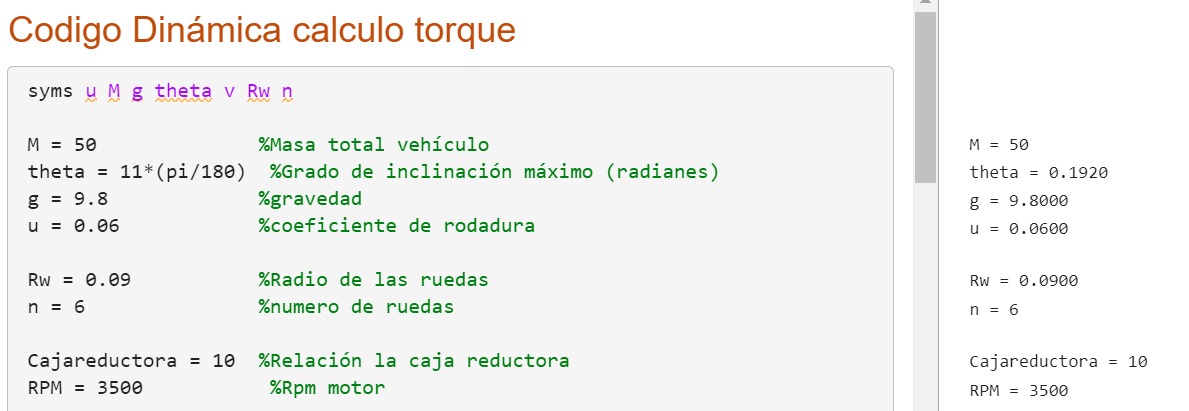 Codigo Dinámica calculo torque
syms u M g theta v Rw n
M = 50 %Masa total vehículo
theta = 11*(pi/180) %Grado de inclinación máximo (radianes)
g = 9.8 %gravedad
u = 0.06 %coeficiente de rodadura
Rw = 0.09 %Radio de las ruedas
n = 6 %numero de ruedas
Cajareductora = 10 %Relación la caja reductora
RPM = 3500 %Rpm motor
M = 50
theta = 0.1920
g = 9.8000
u = 0.0600
Rw = 0.0900
n = 6
Cajareductora = 10
RPM = 3500